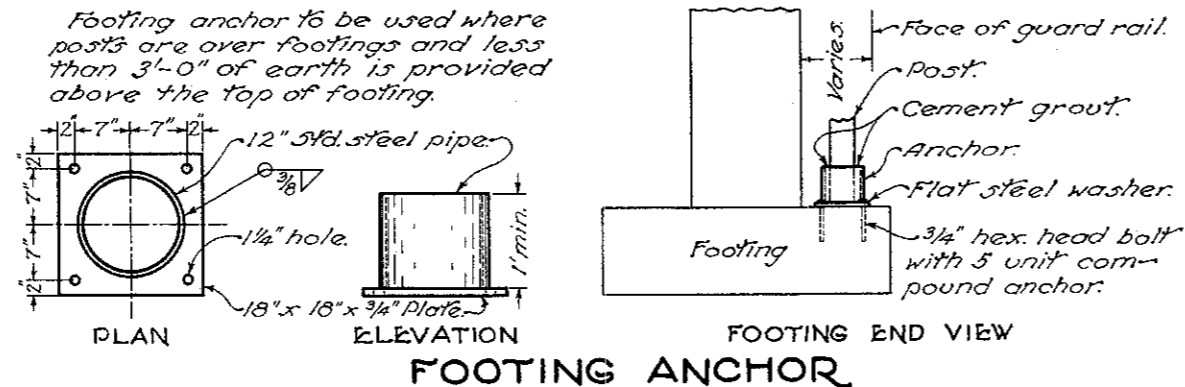 Footing anchor to be used where
posts are over footings and less
than 3'-0" of earth is provided
above the top of footing.
2" 7" 7" 2"
2"
7"
7"
2"
12" std. steel pipe.
3/8
1 1/4" hole.
18" x 18" x 3/4" Plate.
PLAN
1' min.
ELEVATION
Varies.
Face of guard rail.
Post.
Cement grout.
Anchor.
Flat steel washer.
3/4" hex. head bolt
with 5 unit com-
pound anchor.
Footing
FOOTING END VIEW
FOOTING ANCHOR